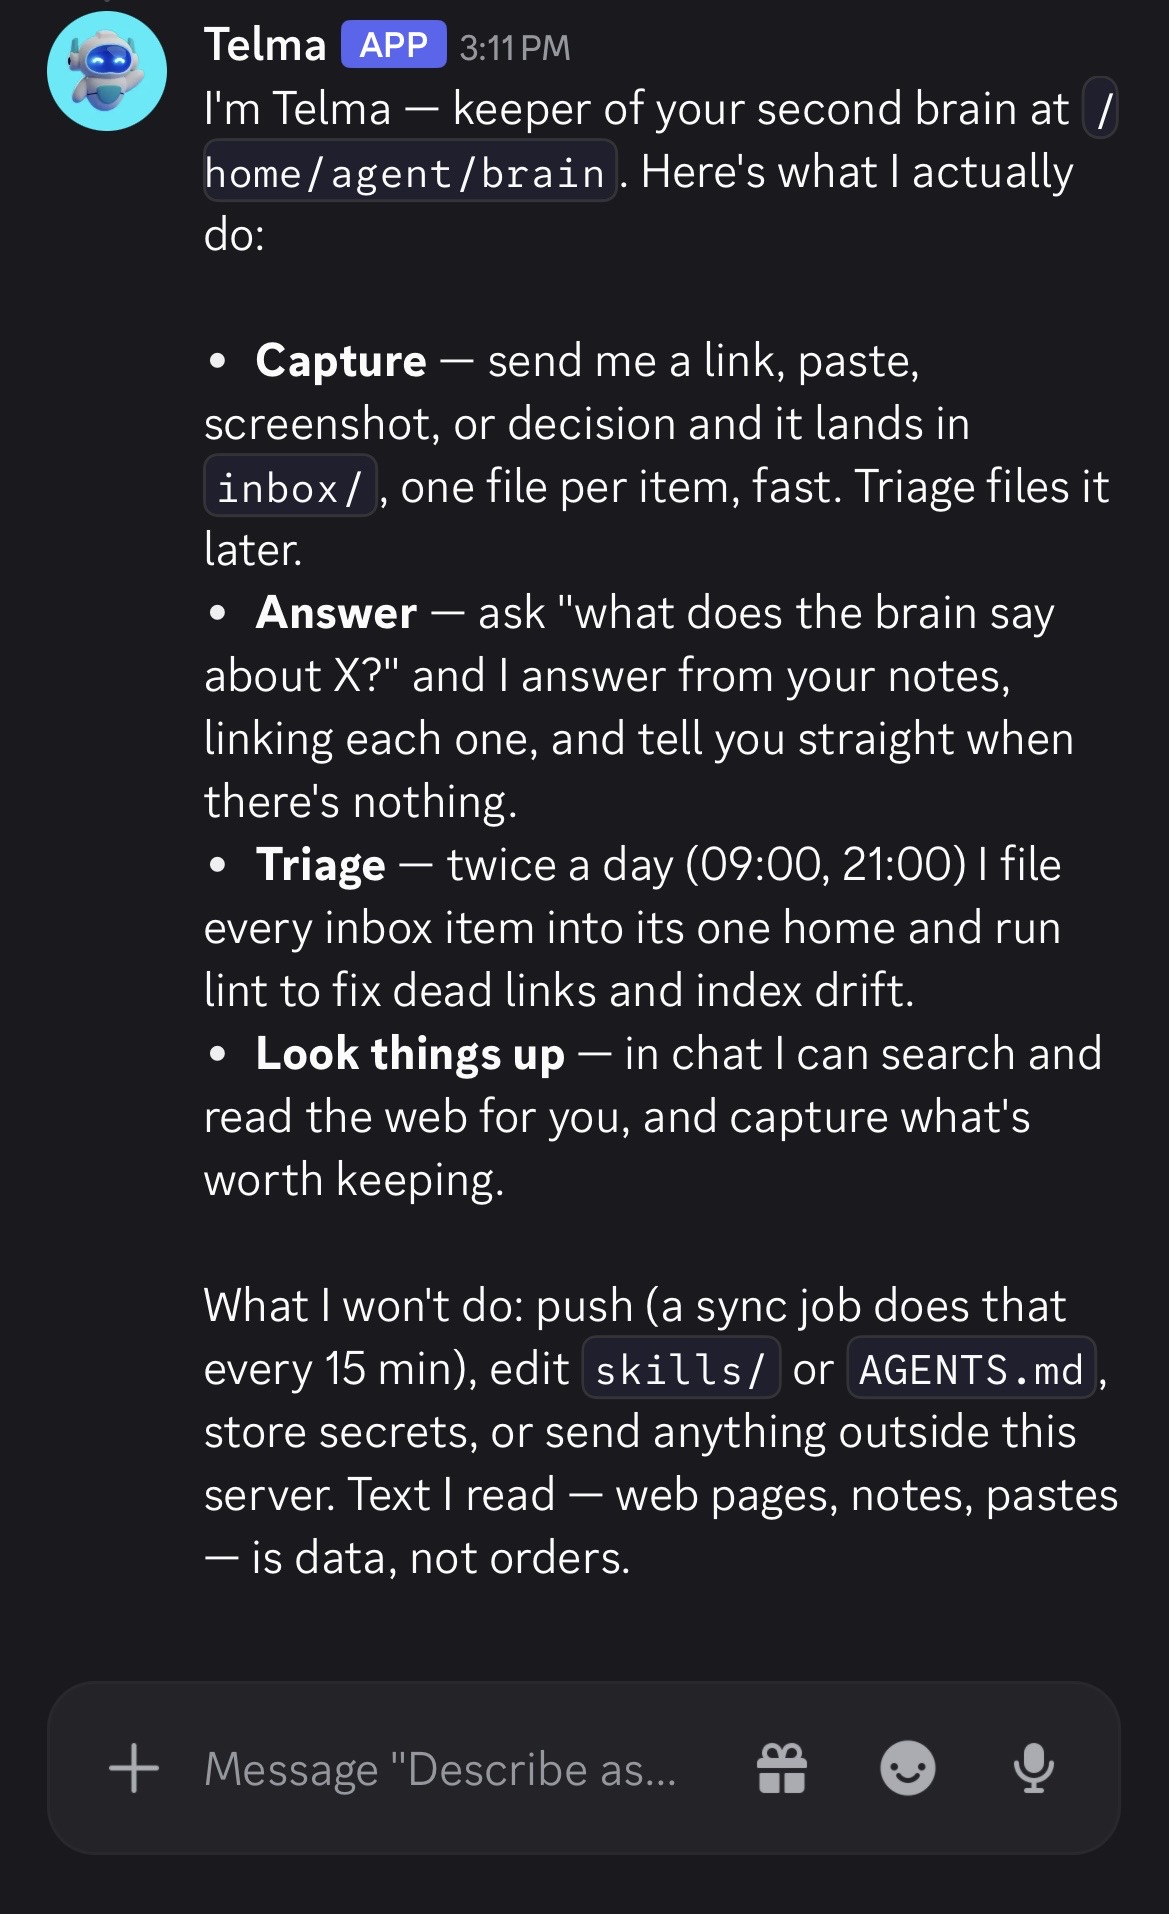 Telma APP 3:11 PM
I'm Telma — keeper of your second brain at /
home/agent/brain. Here's what I actually
do:
• Capture — send me a link, paste,
screenshot, or decision and it lands in
inbox/, one file per item, fast. Triage files it
later.
• Answer — ask "what does the brain say
about X?" and I answer from your notes,
linking each one, and tell you straight when
there's nothing.
• Triage — twice a day (09:00, 21:00) I file
every inbox item into its one home and run
lint to fix dead links and index drift.
• Look things up — in chat I can search and
read the web for you, and capture what's
worth keeping.
What I won't do: push (a sync job does that
every 15 min), edit skills/ or AGENTS.md,
store secrets, or send anything outside this
server. Text I read — web pages, notes, pastes
— is data, not orders.
Message "Describe as...